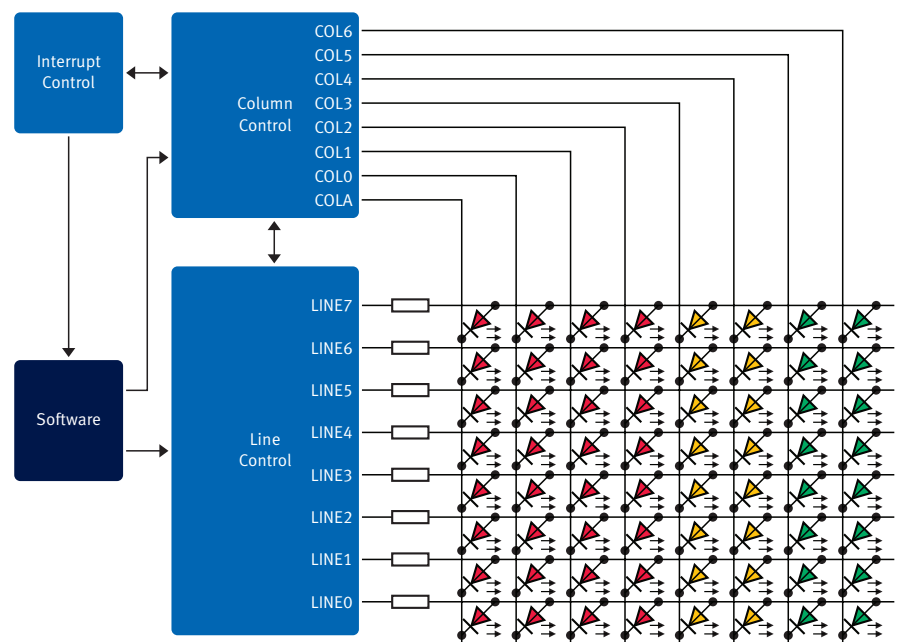 Interrupt
Control
Column
Control
COL6
COL5
COL4
COL3
COL2
COL1
COL0
COLA
Software
Line
Control
LINE7
LINE6
LINE5
LINE4
LINE3
LINE2
LINE1
LINE0